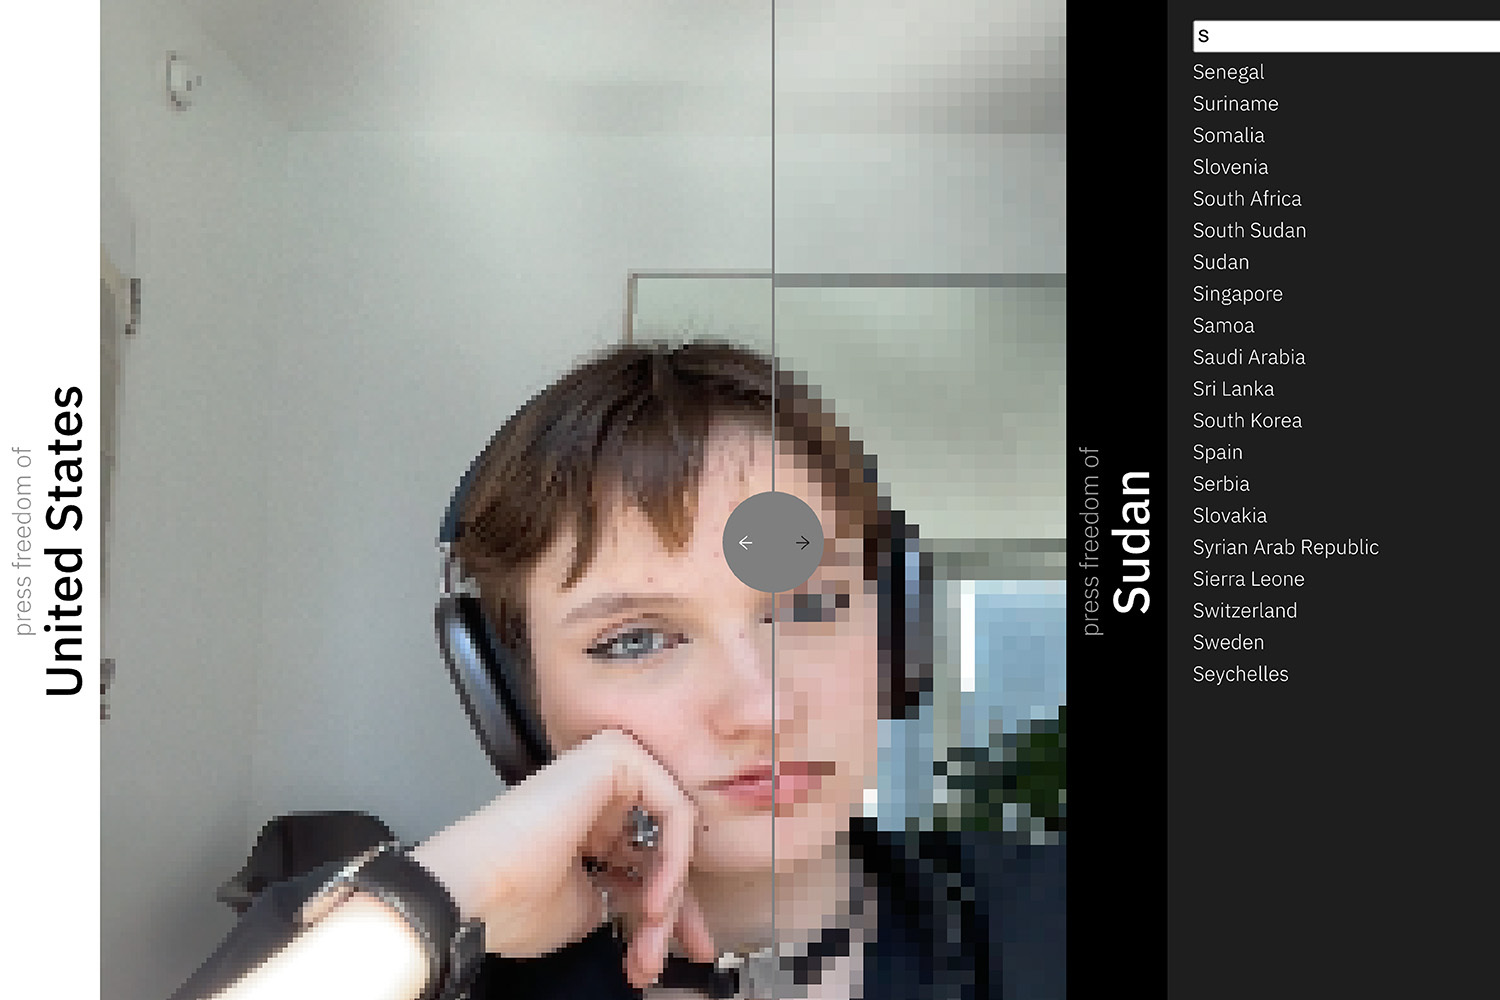 press freedom of
United States
press freedom of
Sudan
s
Senegal
Suriname
Somalia
Slovenia
South Africa
South Sudan
Sudan
Singapore
Samoa
Saudi Arabia
Sri Lanka
South Korea
Spain
Serbia
Slovakia
Syrian Arab Republic
Sierra Leone
Switzerland
Sweden
Seychelles